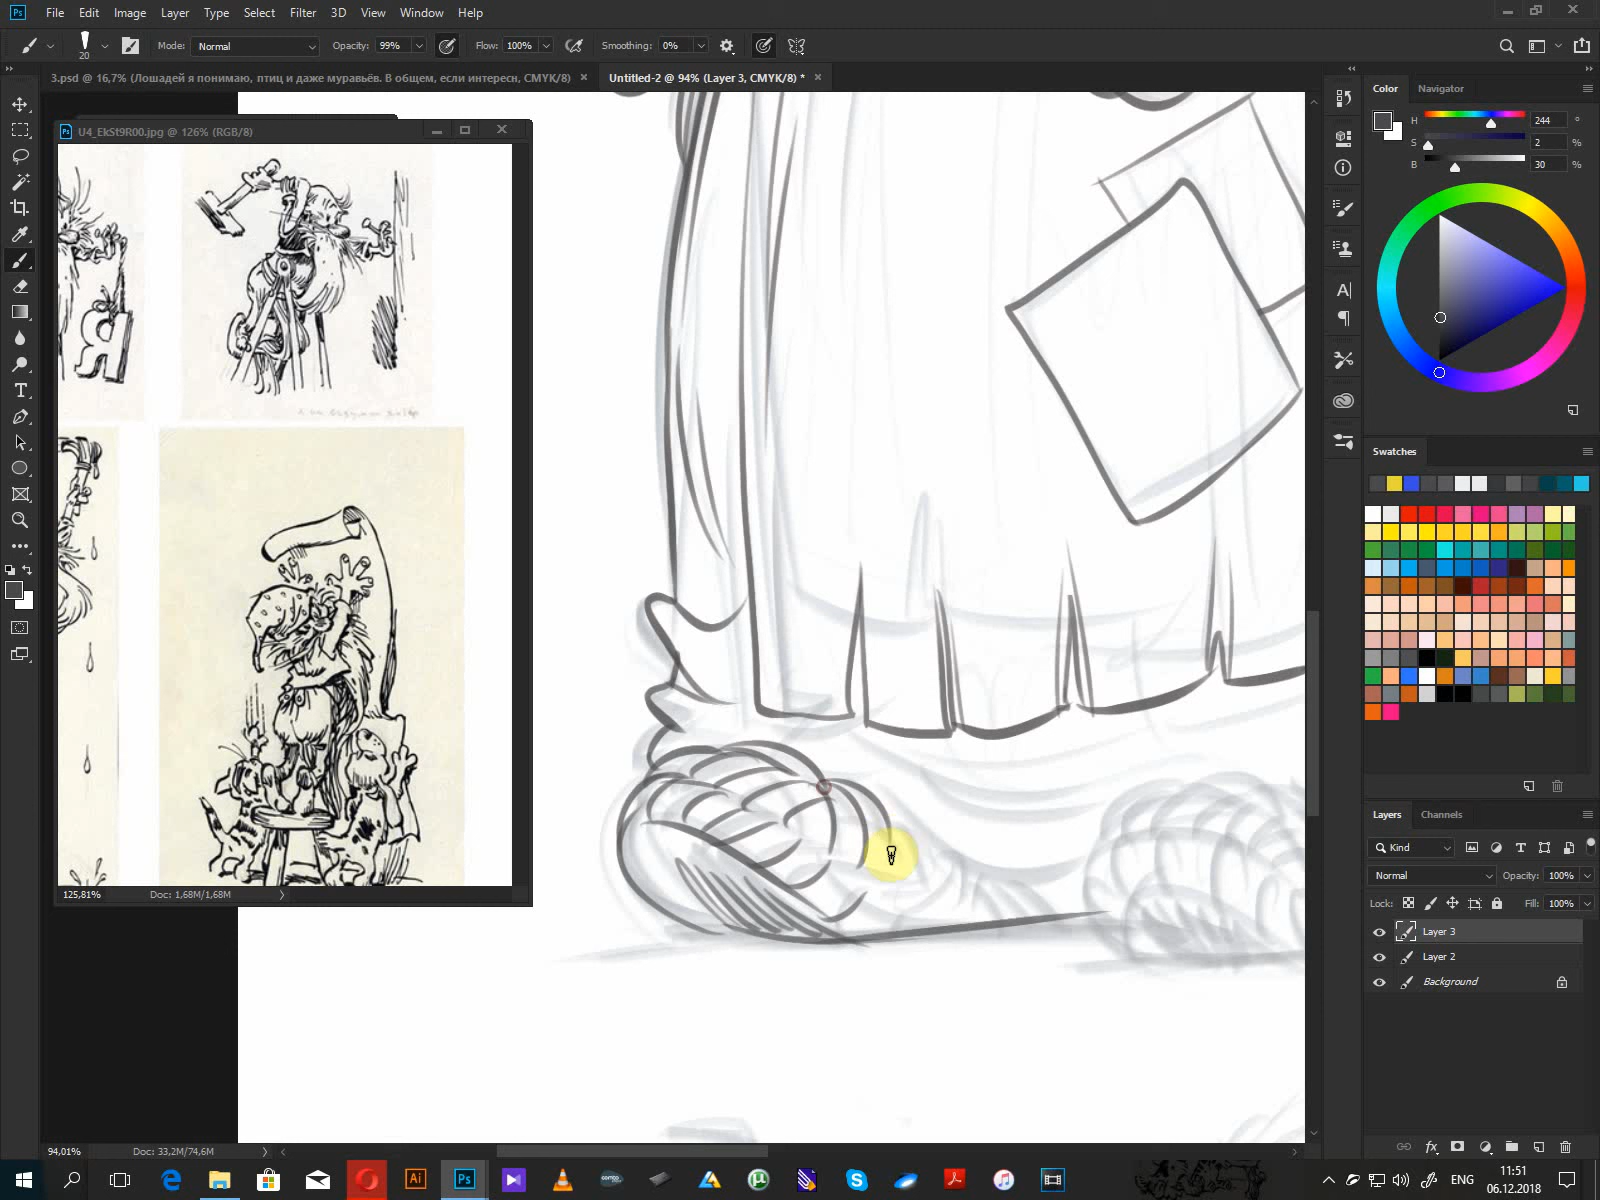 File Edit Image Layer Type Select Filter 3D View Window Help
20 Mode: Normal Opacity: 99% Flow: 100% Smoothing: 0%
3.psd @ 16,7% (Лошадей я понимаю, птиц и даже муравьёв. В общем, если интересн, CMYK/8) ×
Untitled-2 @ 94% (Layer 3, CMYK/8) * ×
U4_EkSt9R00.jpg @ 126% (RGB/8)
Я
125,81% Doc: 1,68M/1,68M
Color Navigator
H 244 °
S 2 %
B 30 %
Swatches
Layers Channels
Kind
Normal Opacity: 100%
Lock: Fill: 100%
Layer 3
Layer 2
Background
94,01% Doc: 33,2M/74,6M
Ai Ps
ENG
11:51
06.12.2018